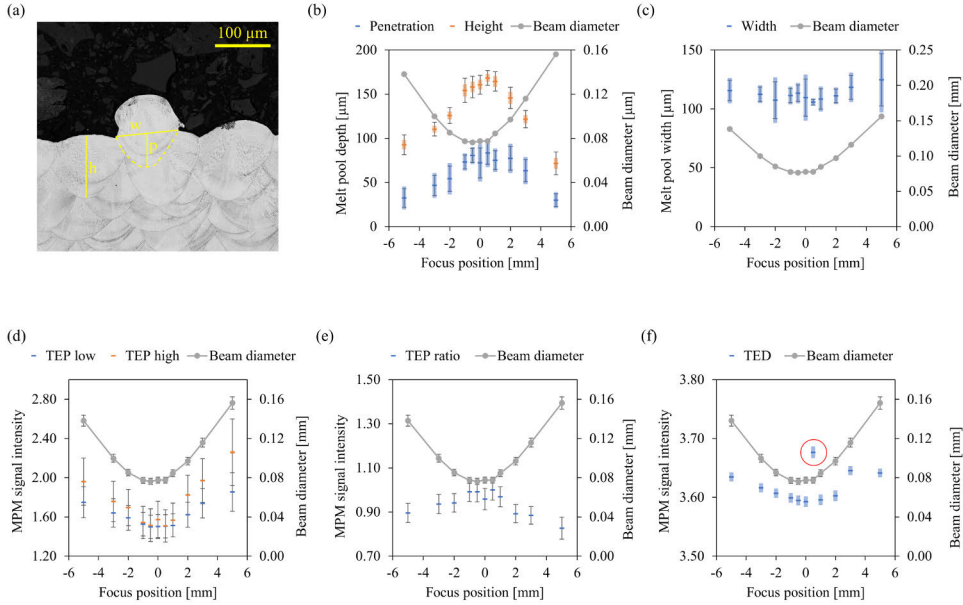 (a)
100 µm
w
p
h
(b)
Penetration Height Beam diameter
200
150
100
50
0
0.16
0.12
0.08
0.04
0.00
-6 -4 -2 0 2 4 6
Melt pool depth [µm]
Beam diameter [mm]
Focus position [mm]
(c)
Width Beam diameter
150
100
50
0
0.25
0.20
0.15
0.10
0.05
0.00
-6 -4 -2 0 2 4 6
Melt pool width [µm]
Beam diameter [mm]
Focus position [mm]
(d)
TEP low TEP high Beam diameter
2.80
2.40
2.00
1.60
1.20
0.16
0.12
0.08
0.04
0.00
-6 -4 -2 0 2 4 6
MPM signal intensity
Beam diameter [mm]
Focus position [mm]
(e)
TEP ratio Beam diameter
1.50
1.30
1.10
0.90
0.70
0.16
0.12
0.08
0.04
0.00
-6 -4 -2 0 2 4 6
MPM signal intensity
Beam diameter [mm]
Focus position [mm]
(f)
TED Beam diameter
3.80
3.70
3.60
3.50
0.16
0.12
0.08
0.04
0.00
-6 -4 -2 0 2 4 6
MPM signal intensity
Beam diameter [mm]
Focus position [mm]